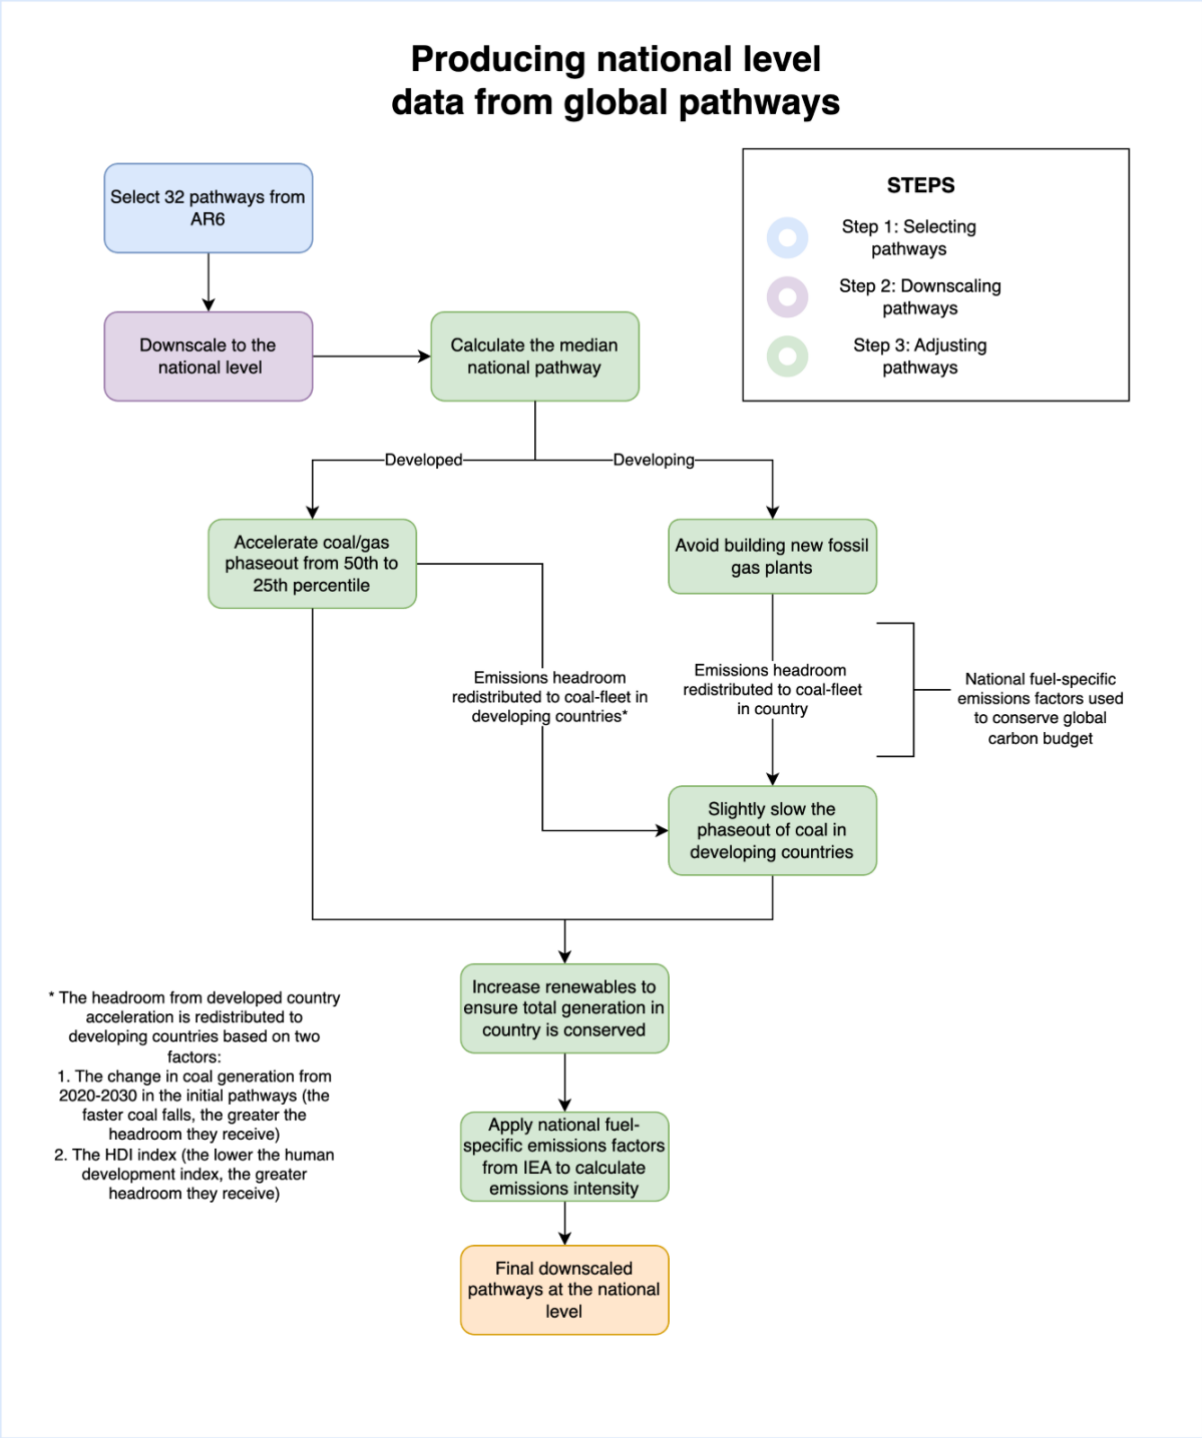 Producing national level
data from global pathways
Select 32 pathways from
AR6
STEPS
Step 1: Selecting
pathways
Step 2: Downscaling
pathways
Step 3: Adjusting
pathways
Downscale to the
national level
Calculate the median
national pathway
Developed
Developing
Accelerate coal/gas
phaseout from 50th to
25th percentile
Avoid building new fossil
gas plants
Emissions headroom
redistributed to coal-fleet in
developing countries*
Emissions headroom
redistributed to coal-fleet
in country
National fuel-specific
emissions factors used
to conserve global
carbon budget
Slightly slow the
phaseout of coal in
developing countries
Increase renewables to
ensure total generation in
country is conserved
* The headroom from developed country
acceleration is redistributed to
developing countries based on two
factors:
1. The change in coal generation from
2020-2030 in the initial pathways (the
faster coal falls, the greater the
headroom they receive)
2. The HDI index (the lower the human
development index, the greater
headroom they receive)
Apply national fuel-
specific emissions factors
from IEA to calculate
emissions intensity
Final downscaled
pathways at the national
level